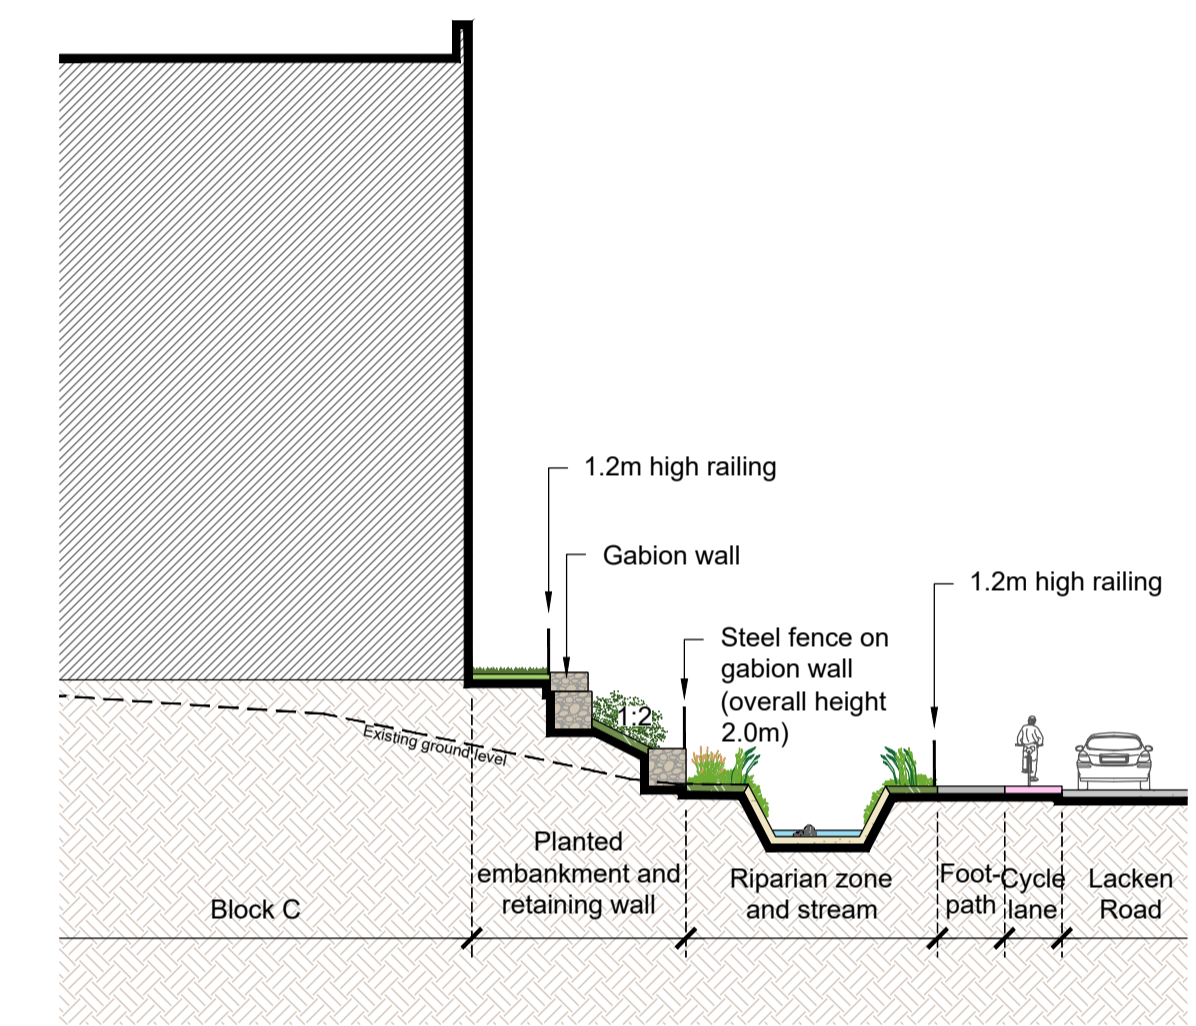 1.2m high railing
Gabion wall
1.2m high railing
Steel fence on
gabion wall
(overall height
2.0m)
1:2
Existing ground level
Planted
embankment and
retaining wall
Block C
Riparian zone
and stream
Foot-
path
Cycle
lane
Lacken
Road